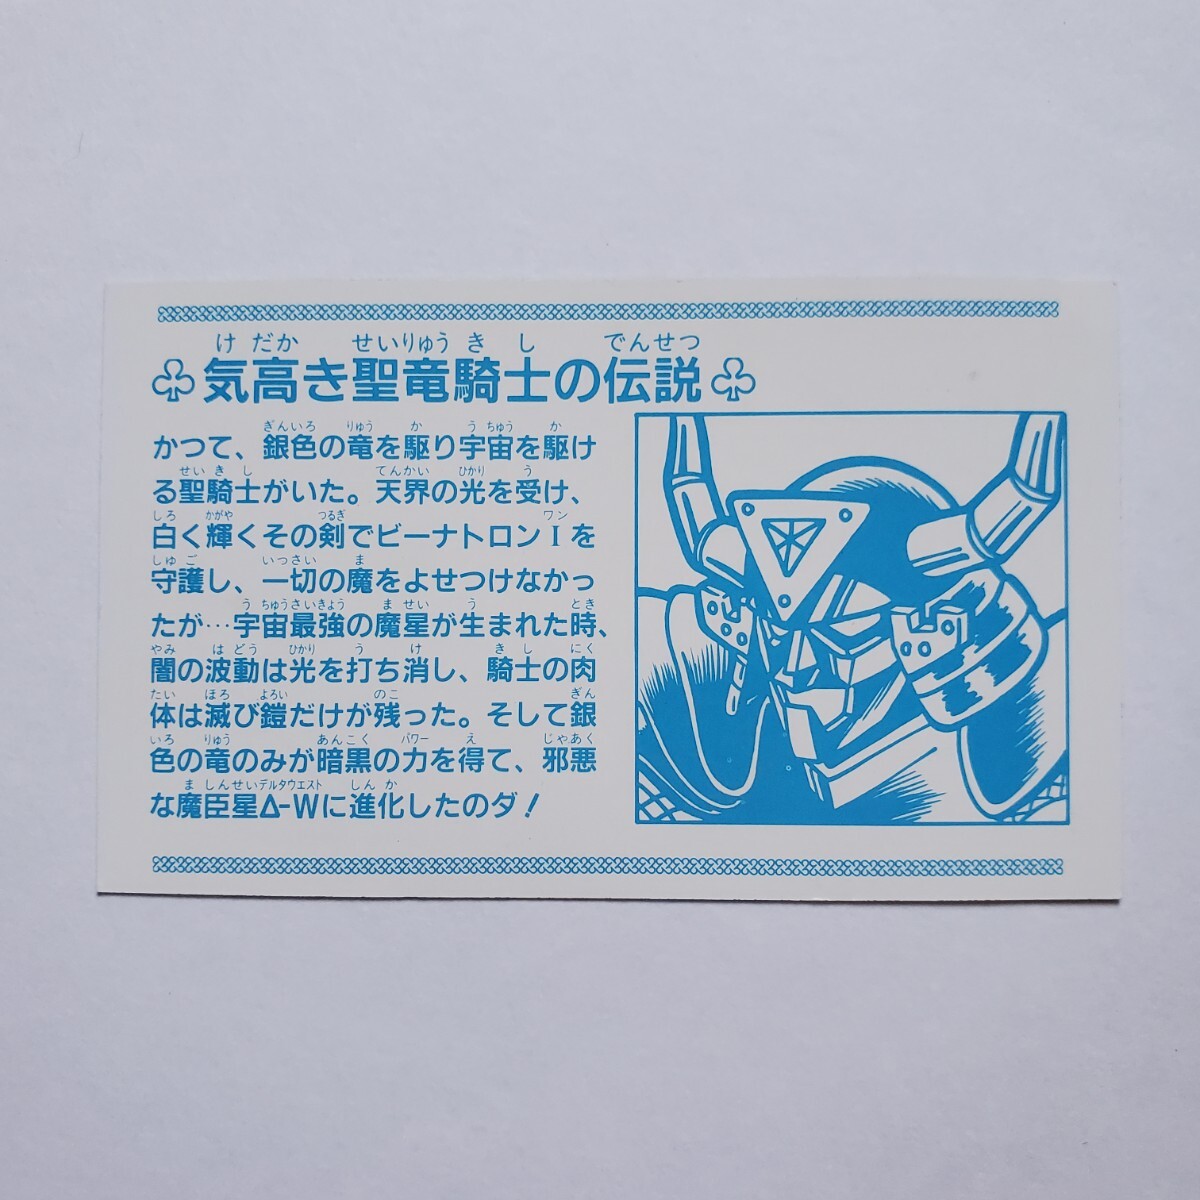 けだか せいりゅうきし でんせつ
♧気高き聖竜騎士の伝説♧
ぎんいろ りゅう か うちゅう か
かつて、銀色の竜を駆り宇宙を駆け
せいきし てんかい ひかり う
る聖騎士がいた。天界の光を受け、
しろ かがや つるぎ ワン
白く輝くその剣でビーナトロンⅠを
しゅご いっさい ま
守護し、一切の魔をよせつけなかっ
うちゅうさいきょう ませい う とき
たが…宇宙最強の魔星が生まれた時、
やみ はどう ひかり う け きし にく
闇の波動は光を打ち消し、騎士の肉
たい ほろ よろい のこ ぎん
体は滅び鎧だけが残った。そして銀
いろ りゅう あんこく パワー え じゃあく
色の竜のみが暗黒の力を得て、邪悪
ま しんせいデルタウエスト しんか
な魔臣星Δ-Wに進化したのダ!